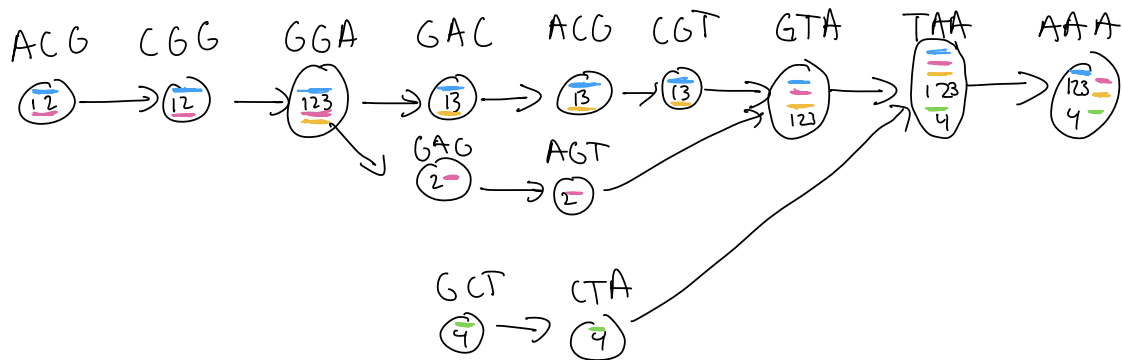 ACG CGG GGA GAC ACG CGT GTA TAA AAA
12 12 123 13 13 13 123 123 4 123 4
GAG AGT
2 2
GCT CTA
4 4